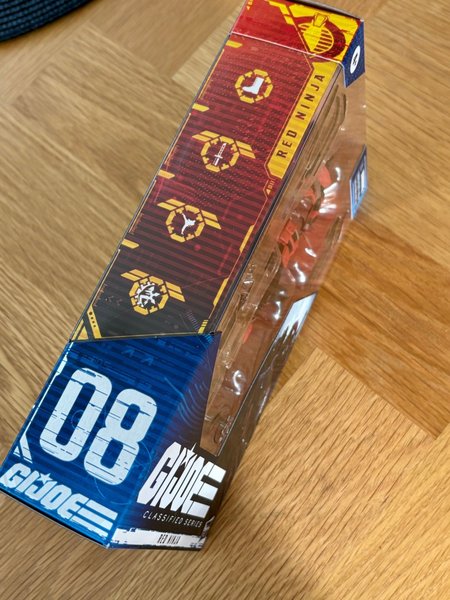 RED NINJA
08
G.I.JOE
G.I.JOE
CLASSIFIED SERIES
RED NINJA